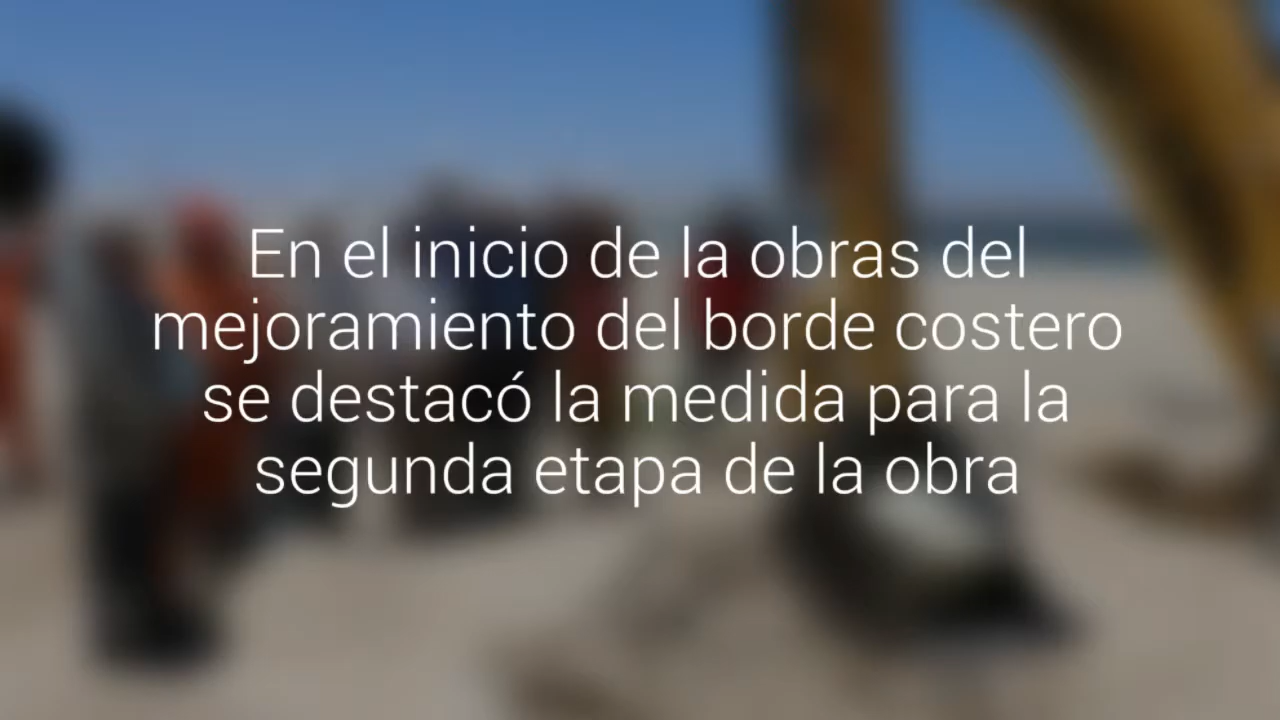 En el inicio de la obras del
mejoramiento del borde costero
se destacó la medida para la
segunda etapa de la obra